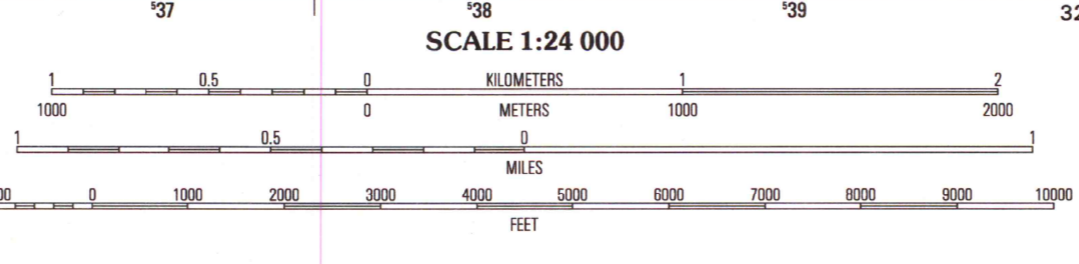 ⁵37 ⁵38 ⁵39 32
SCALE 1:24 000
1 0.5 0 KILOMETERS 1 2
1000 0 METERS 1000 2000
1 0.5 0 1
MILES
00 0 1000 2000 3000 4000 5000 6000 7000 8000 9000 10000
FEET